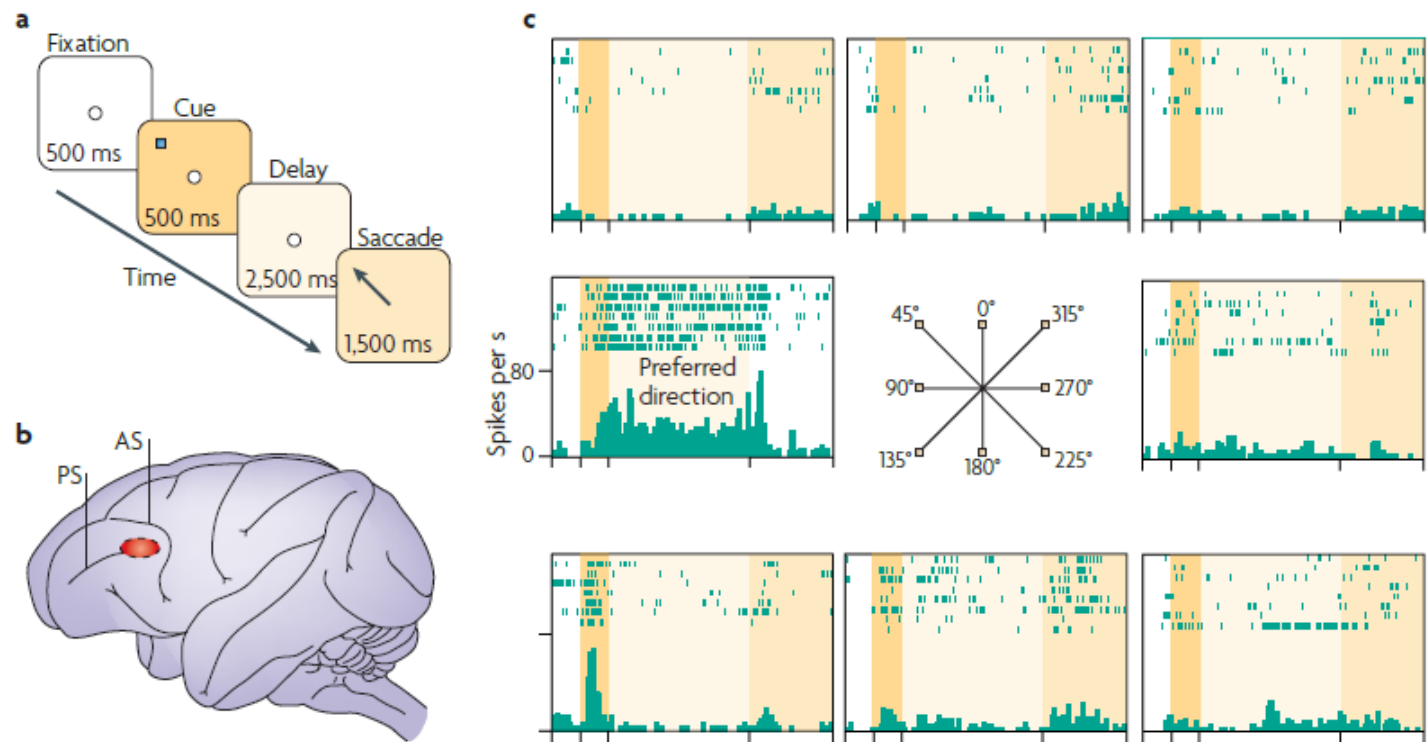 a
Fixation
500 ms
Cue
500 ms
Delay
2,500 ms
Saccade
1,500 ms
Time
b
AS
PS
c
Spikes per s
80
0
Preferred
direction
0°
45°
315°
90°
270°
135°
180°
225°